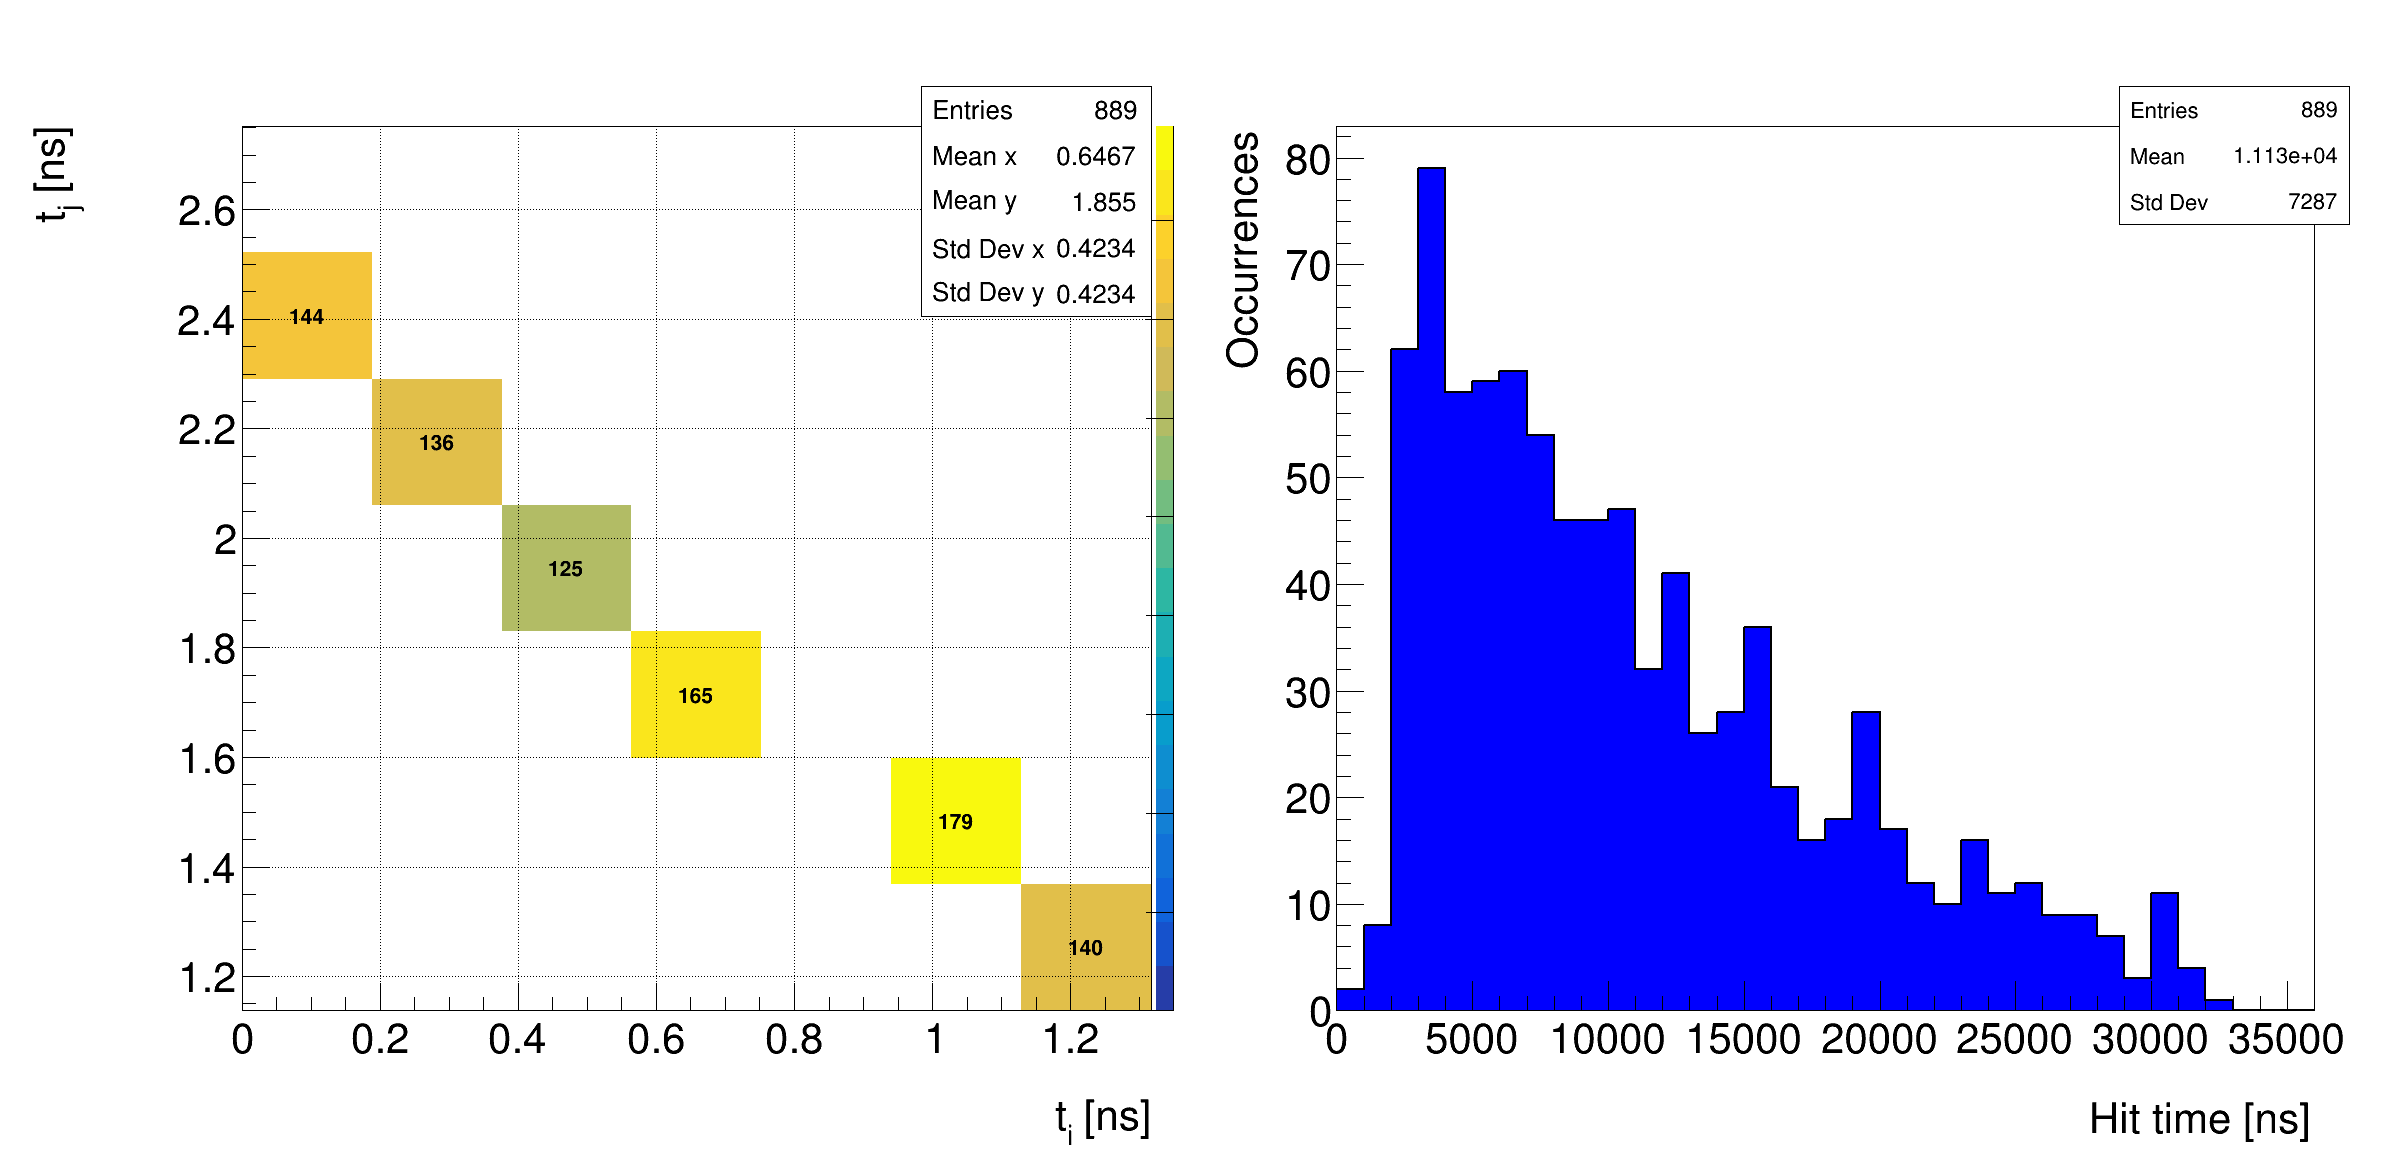 Entries 889
Mean x 0.6467
Mean y 1.855
Std Dev x 0.4234
Std Dev y 0.4234
t_j [ns]
2.6
2.4
2.2
2
1.8
1.6
1.4
1.2
144
136
125
165
179
140
0 0.2 0.4 0.6 0.8 1 1.2
t_i [ns]
Entries 889
Mean 1.113e+04
Std Dev 7287
Occurrences
80
70
60
50
40
30
20
10
0
0 5000 10000 15000 20000 25000 30000 35000
Hit time [ns]